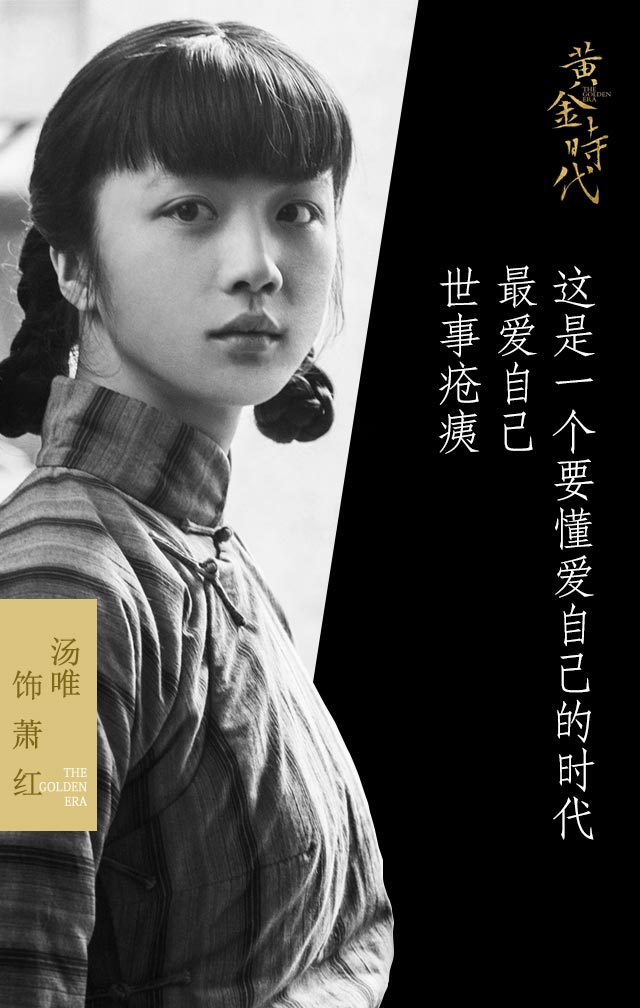 黄金時代
THE
GOLDEN
ERA
这是一个要懂爱自己的时代
最爱自己
世事疮痍
汤唯
饰萧红
THE
GOLDEN
ERA